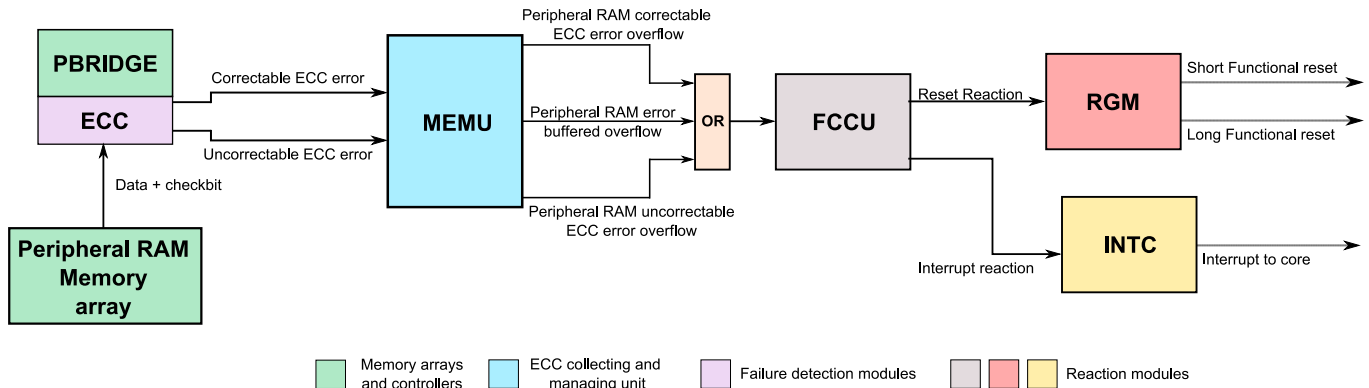 Peripheral RAM correctable
ECC error overflow
PBRIDGE
ECC
Correctable ECC error
Uncorrectable ECC error
MEMU
Peripheral RAM error
buffered overflow
OR
FCCU
Reset Reaction
RGM
Short Functional reset
Long Functional reset
Data + checkbit
Peripheral RAM uncorrectable
ECC error overflow
Peripheral RAM
Memory
array
Interrupt reaction
INTC
Interrupt to core
Memory arrays
and controllers
ECC collecting and
managing unit
Failure detection modules
Reaction modules